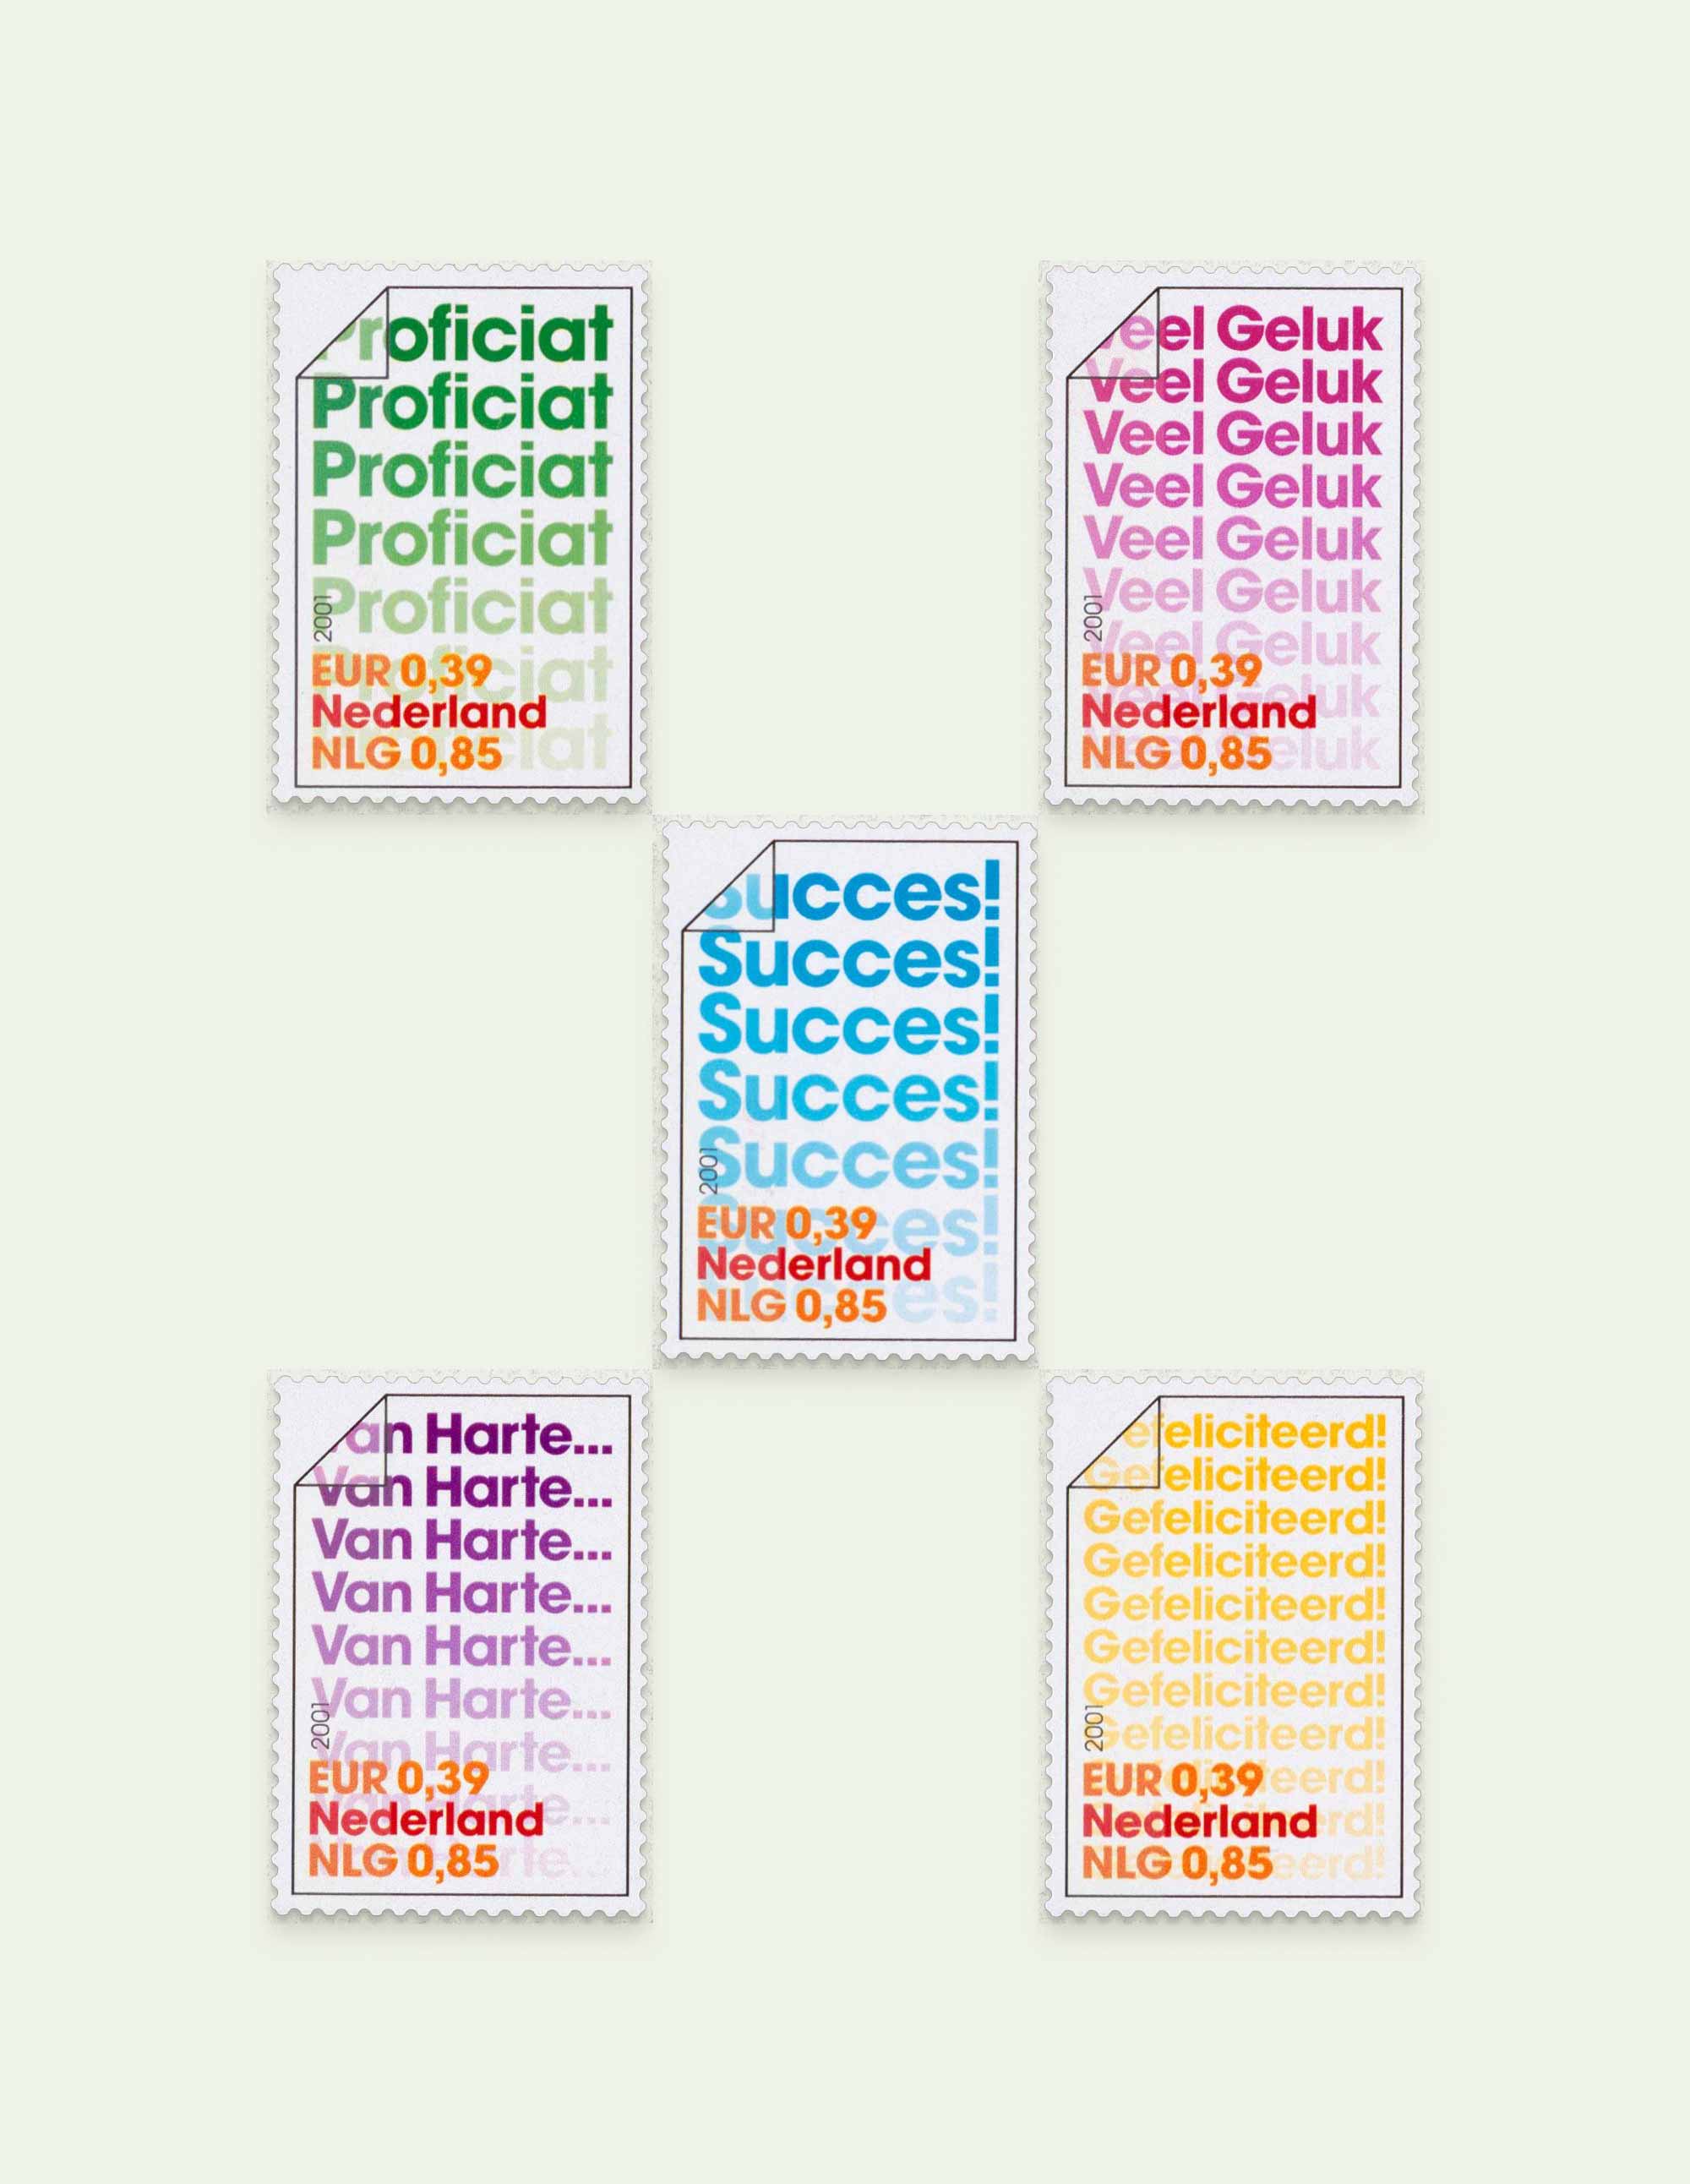 Proficiat
Proficiat
Proficiat
Proficiat
Proficiat
Proficiat
Proficiat
2001
EUR 0,39
Nederland
NLG 0,85
Veel Geluk
Veel Geluk
Veel Geluk
Veel Geluk
Veel Geluk
Veel Geluk
Veel Geluk
Veel Geluk
Veel Geluk
2001
EUR 0,39
Nederland
NLG 0,85
Succes!
Succes!
Succes!
Succes!
Succes!
Succes!
Succes!
2001
EUR 0,39
Nederland
NLG 0,85
Van Harte...
Van Harte...
Van Harte...
Van Harte...
Van Harte...
Van Harte...
Van Harte...
Van Harte...
Van Harte...
2001
EUR 0,39
Nederland
NLG 0,85
Gefeliciteerd!
Gefeliciteerd!
Gefeliciteerd!
Gefeliciteerd!
Gefeliciteerd!
Gefeliciteerd!
Gefeliciteerd!
Gefeliciteerd!
Gefeliciteerd!
Gefeliciteerd!
Gefeliciteerd!
2001
EUR 0,39
Nederland
NLG 0,85